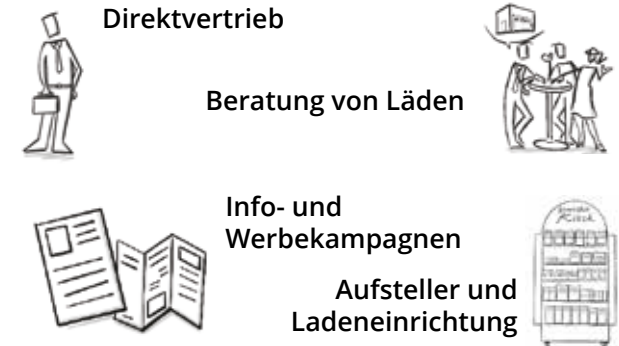 Direktvertrieb
Beratung von Läden
Info- und
Werbekampagnen
Aufsteller und
Ladeneinrichtung